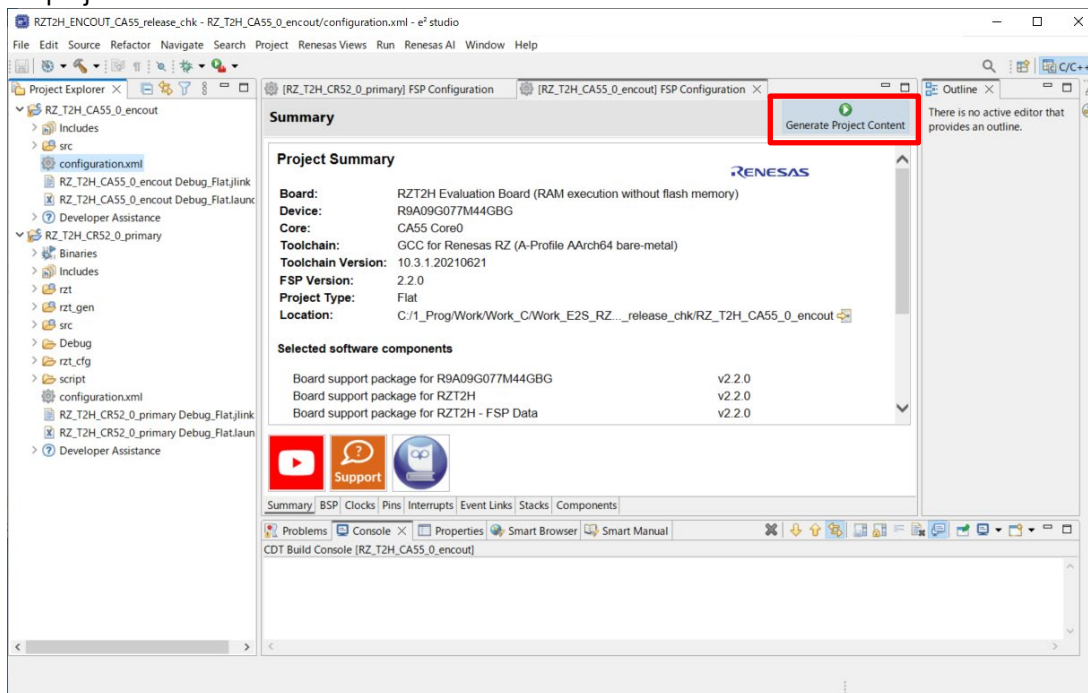 RZT2H_ENCOUT_CA55_release_chk - RZ_T2H_CA55_0_encout/configuration.xml - e² studio
File Edit Source Refactor Navigate Search Project Renesas Views Run Renesas AI Window Help
C/C++
Project Explorer
[RZ_T2H_CR52_0_primary] FSP Configuration
[RZ_T2H_CA55_0_encout] FSP Configuration
Outline
RZ_T2H_CA55_0_encout
Includes
src
configuration.xml
RZ_T2H_CA55_0_encout Debug_Flat.jlink
RZ_T2H_CA55_0_encout Debug_Flat.launc
Developer Assistance
RZ_T2H_CR52_0_primary
Binaries
Includes
rzt
rzt_gen
src
Debug
rzt_cfg
script
configuration.xml
RZ_T2H_CR52_0_primary Debug_Flat.jlink
RZ_T2H_CR52_0_primary Debug_Flat.laun
Developer Assistance
Summary
Generate Project Content
Project Summary
RENESAS
Board: RZT2H Evaluation Board (RAM execution without flash memory)
Device: R9A09G077M44GBG
Core: CA55 Core0
Toolchain: GCC for Renesas RZ (A-Profile AArch64 bare-metal)
Toolchain Version: 10.3.1.20210621
FSP Version: 2.2.0
Project Type: Flat
Location: C:/1_Prog/Work/Work_C/Work_E2S_RZ..._release_chk/RZ_T2H_CA55_0_encout
Selected software components
Board support package for R9A09G077M44GBG v2.2.0
Board support package for RZT2H v2.2.0
Board support package for RZT2H - FSP Data v2.2.0
Support
Summary BSP Clocks Pins Interrupts Event Links Stacks Components
There is no active editor that
provides an outline.
Problems Console Properties Smart Browser Smart Manual
CDT Build Console [RZ_T2H_CA55_0_encout]